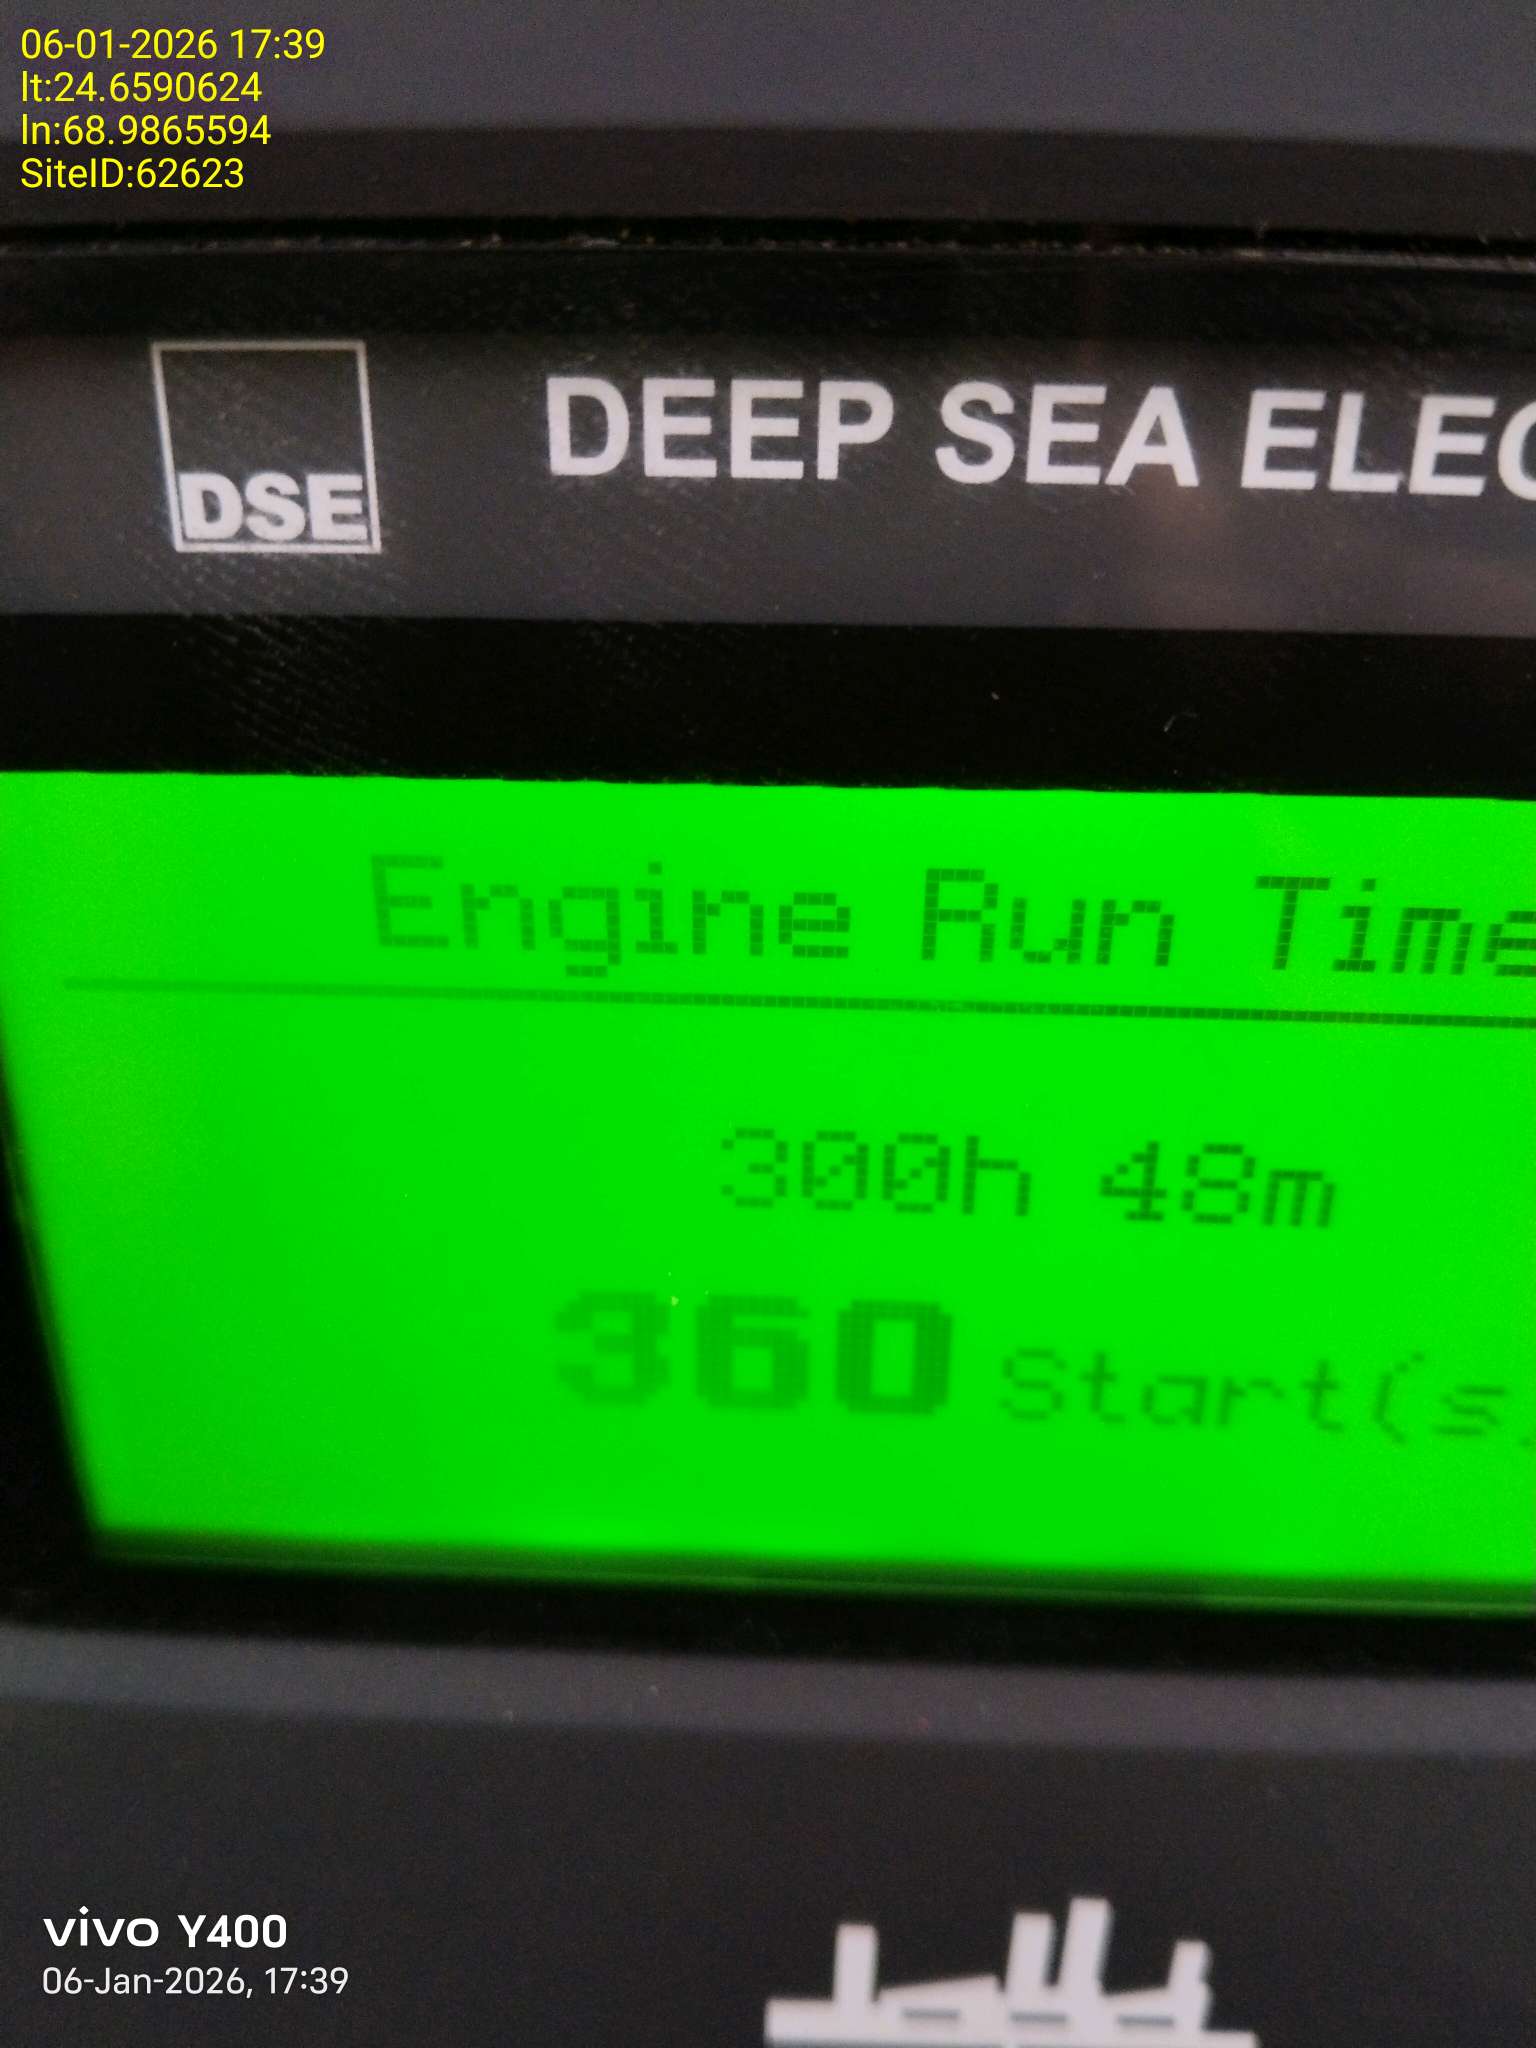 06-01-2026 17:39
lt:24.6590624
ln:68.9865594
SiteID:62623
DSE
DEEP SEA ELEC
Engine Run Time
300h 48m
360 Start(s)
vivo Y400
06-Jan-2026, 17:39